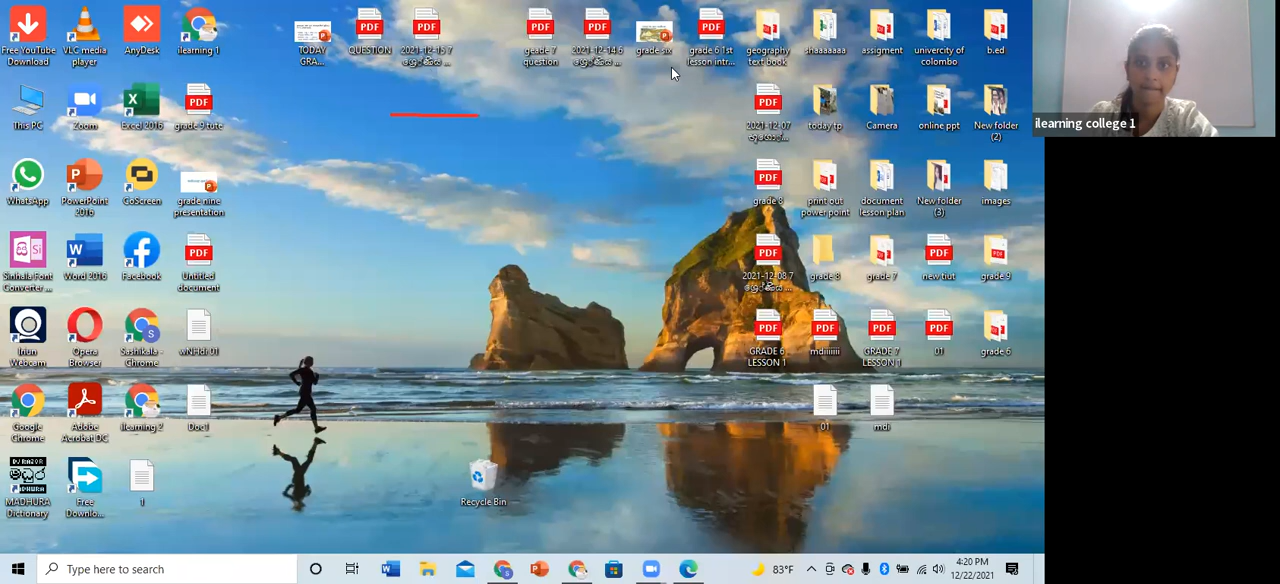 Free YouTube
Download
VLC media
player
AnyDesk
ilearning 1
TODAY
GRA...
QUESTION
2021-12-15 7
geade 7
question
2021-12-14 6
grade six
grade 6 1st
lesson intr...
geography
text book
shaaaaaaa
assigment
univercity of
colombo
b.ed
ilearning college 1
This PC
Zoom
Excel 2016
grade 9 tute
2021-12-07
today tp
Camera
online ppt
New folder
(2)
WhatsApp
PowerPoint
2016
GoScreen
grade nine
presentation
grade 8
print out
power point
document
lesson plan
New folder
(3)
images
Sinhala Font
Converter ...
Word 2016
Facebook
Untitled
document
2021-12-08 7
grade 8
grade 7
new tiut
grade 9
Iriun
Webcam
Opera
Browser
Sashikala -
Chrome
wNHdi 01
GRADE 6
LESSON 1
mdiiiiiii
GRADE 7
LESSON 1
01
grade 6
Google
Chrome
Adobe
Acrobat DC
ilearning 2
Doc1
01
mdi
MADHURA
Dictionary
Free
Downlo...
1
Recycle Bin
Type here to search
83°F
4:20 PM
12/22/2021